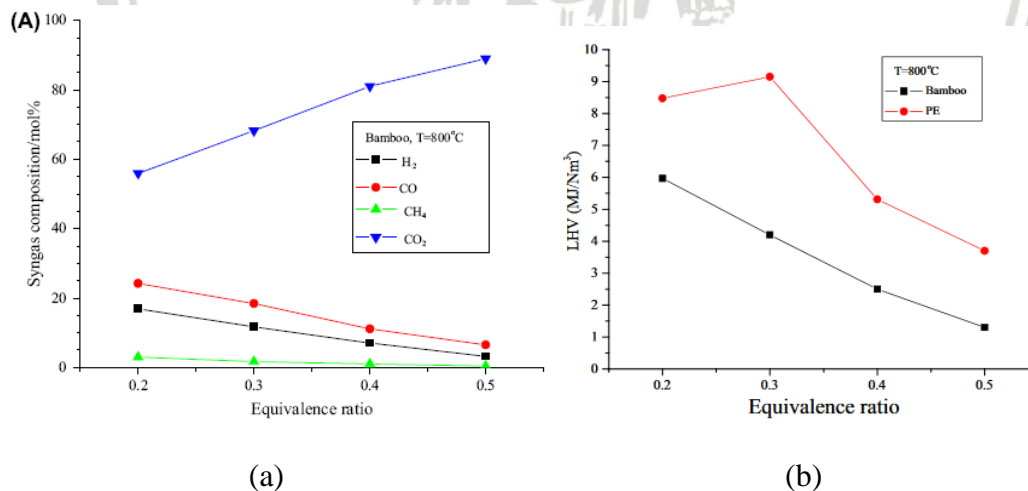 (A)
100
80
60
40
20
0
Syngas composition/mol%
Bamboo, T=800°C
H₂
CO
CH₄
CO₂
0.2 0.3 0.4 0.5
Equivalence ratio
(a)
10
9
8
7
6
5
4
3
2
1
0
LHV (MJ/Nm³)
T=800°C
Bamboo
PE
0.2 0.3 0.4 0.5
Equivalence ratio
(b)